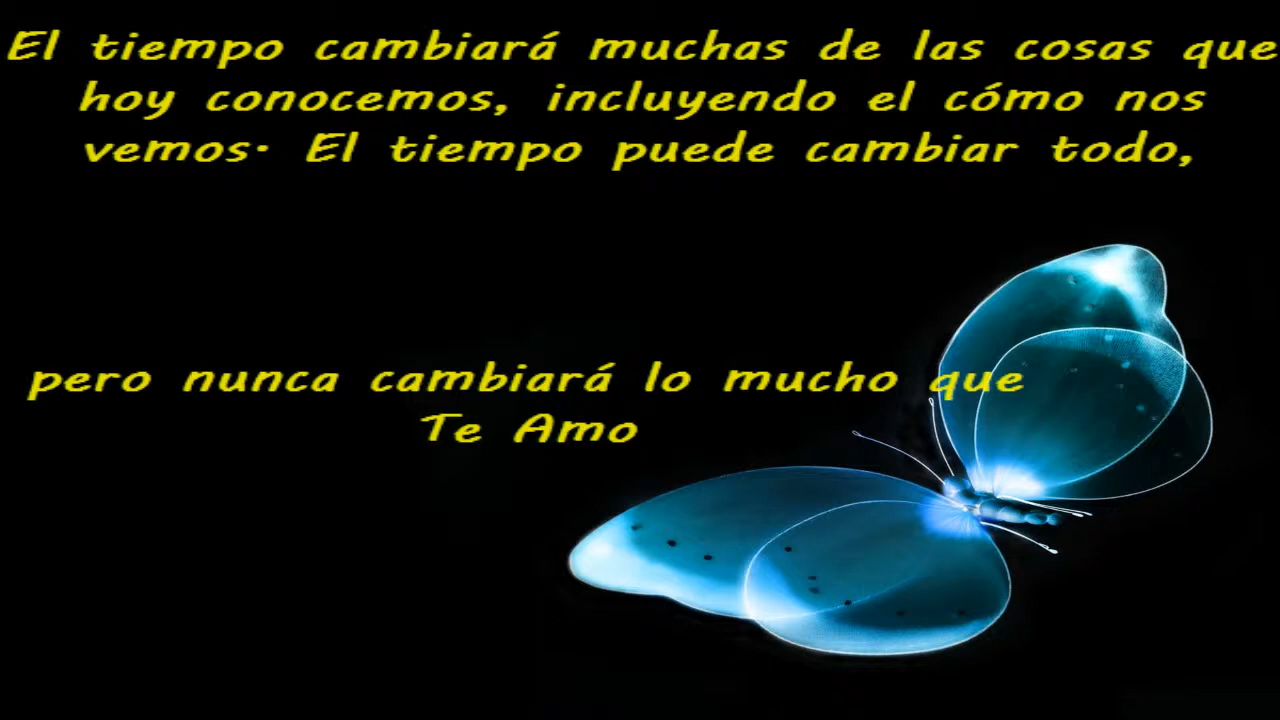 El tiempo cambiará muchas de las cosas que
hoy conocemos, incluyendo el cómo nos
vemos. El tiempo puede cambiar todo,
pero nunca cambiará lo mucho que
Te Amo